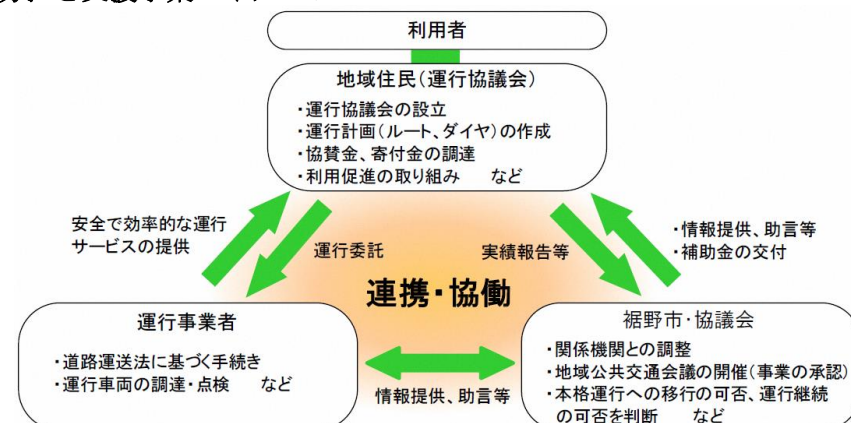 利用者
地域住民(運行協議会)
・運行協議会の設立
・運行計画(ルート、ダイヤ)の作成
・協賛金、寄付金の調達
・利用促進の取り組み　など
安全で効率的な運行
サービスの提供
運行委託
実績報告等
・情報提供、助言等
・補助金の交付
連携・協働
運行事業者
・道路運送法に基づく手続き
・運行車両の調達・点検　など
情報提供、助言等
裾野市・協議会
・関係機関との調整
・地域公共交通会議の開催(事業の承認)
・本格運行への移行の可否、運行継続
の可否を判断　など